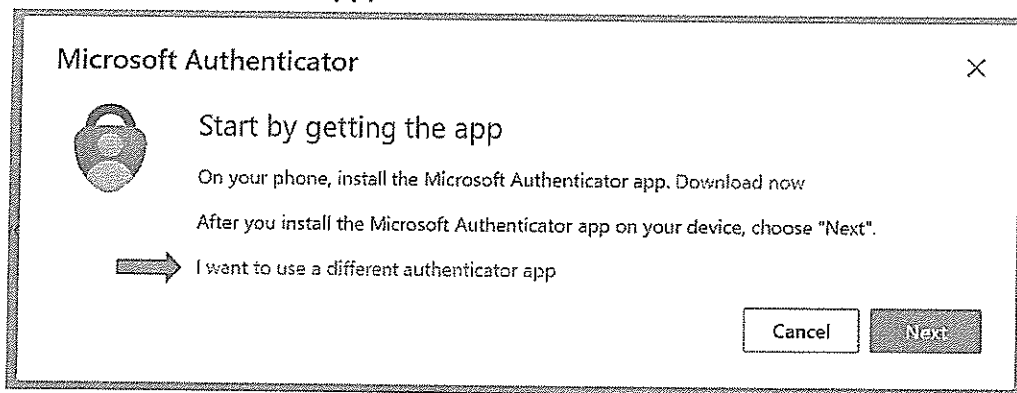 Microsoft Authenticator
Start by getting the app
On your phone, install the Microsoft Authenticator app. Download now
After you install the Microsoft Authenticator app on your device, choose "Next".
I want to use a different authenticator app
Cancel
Next